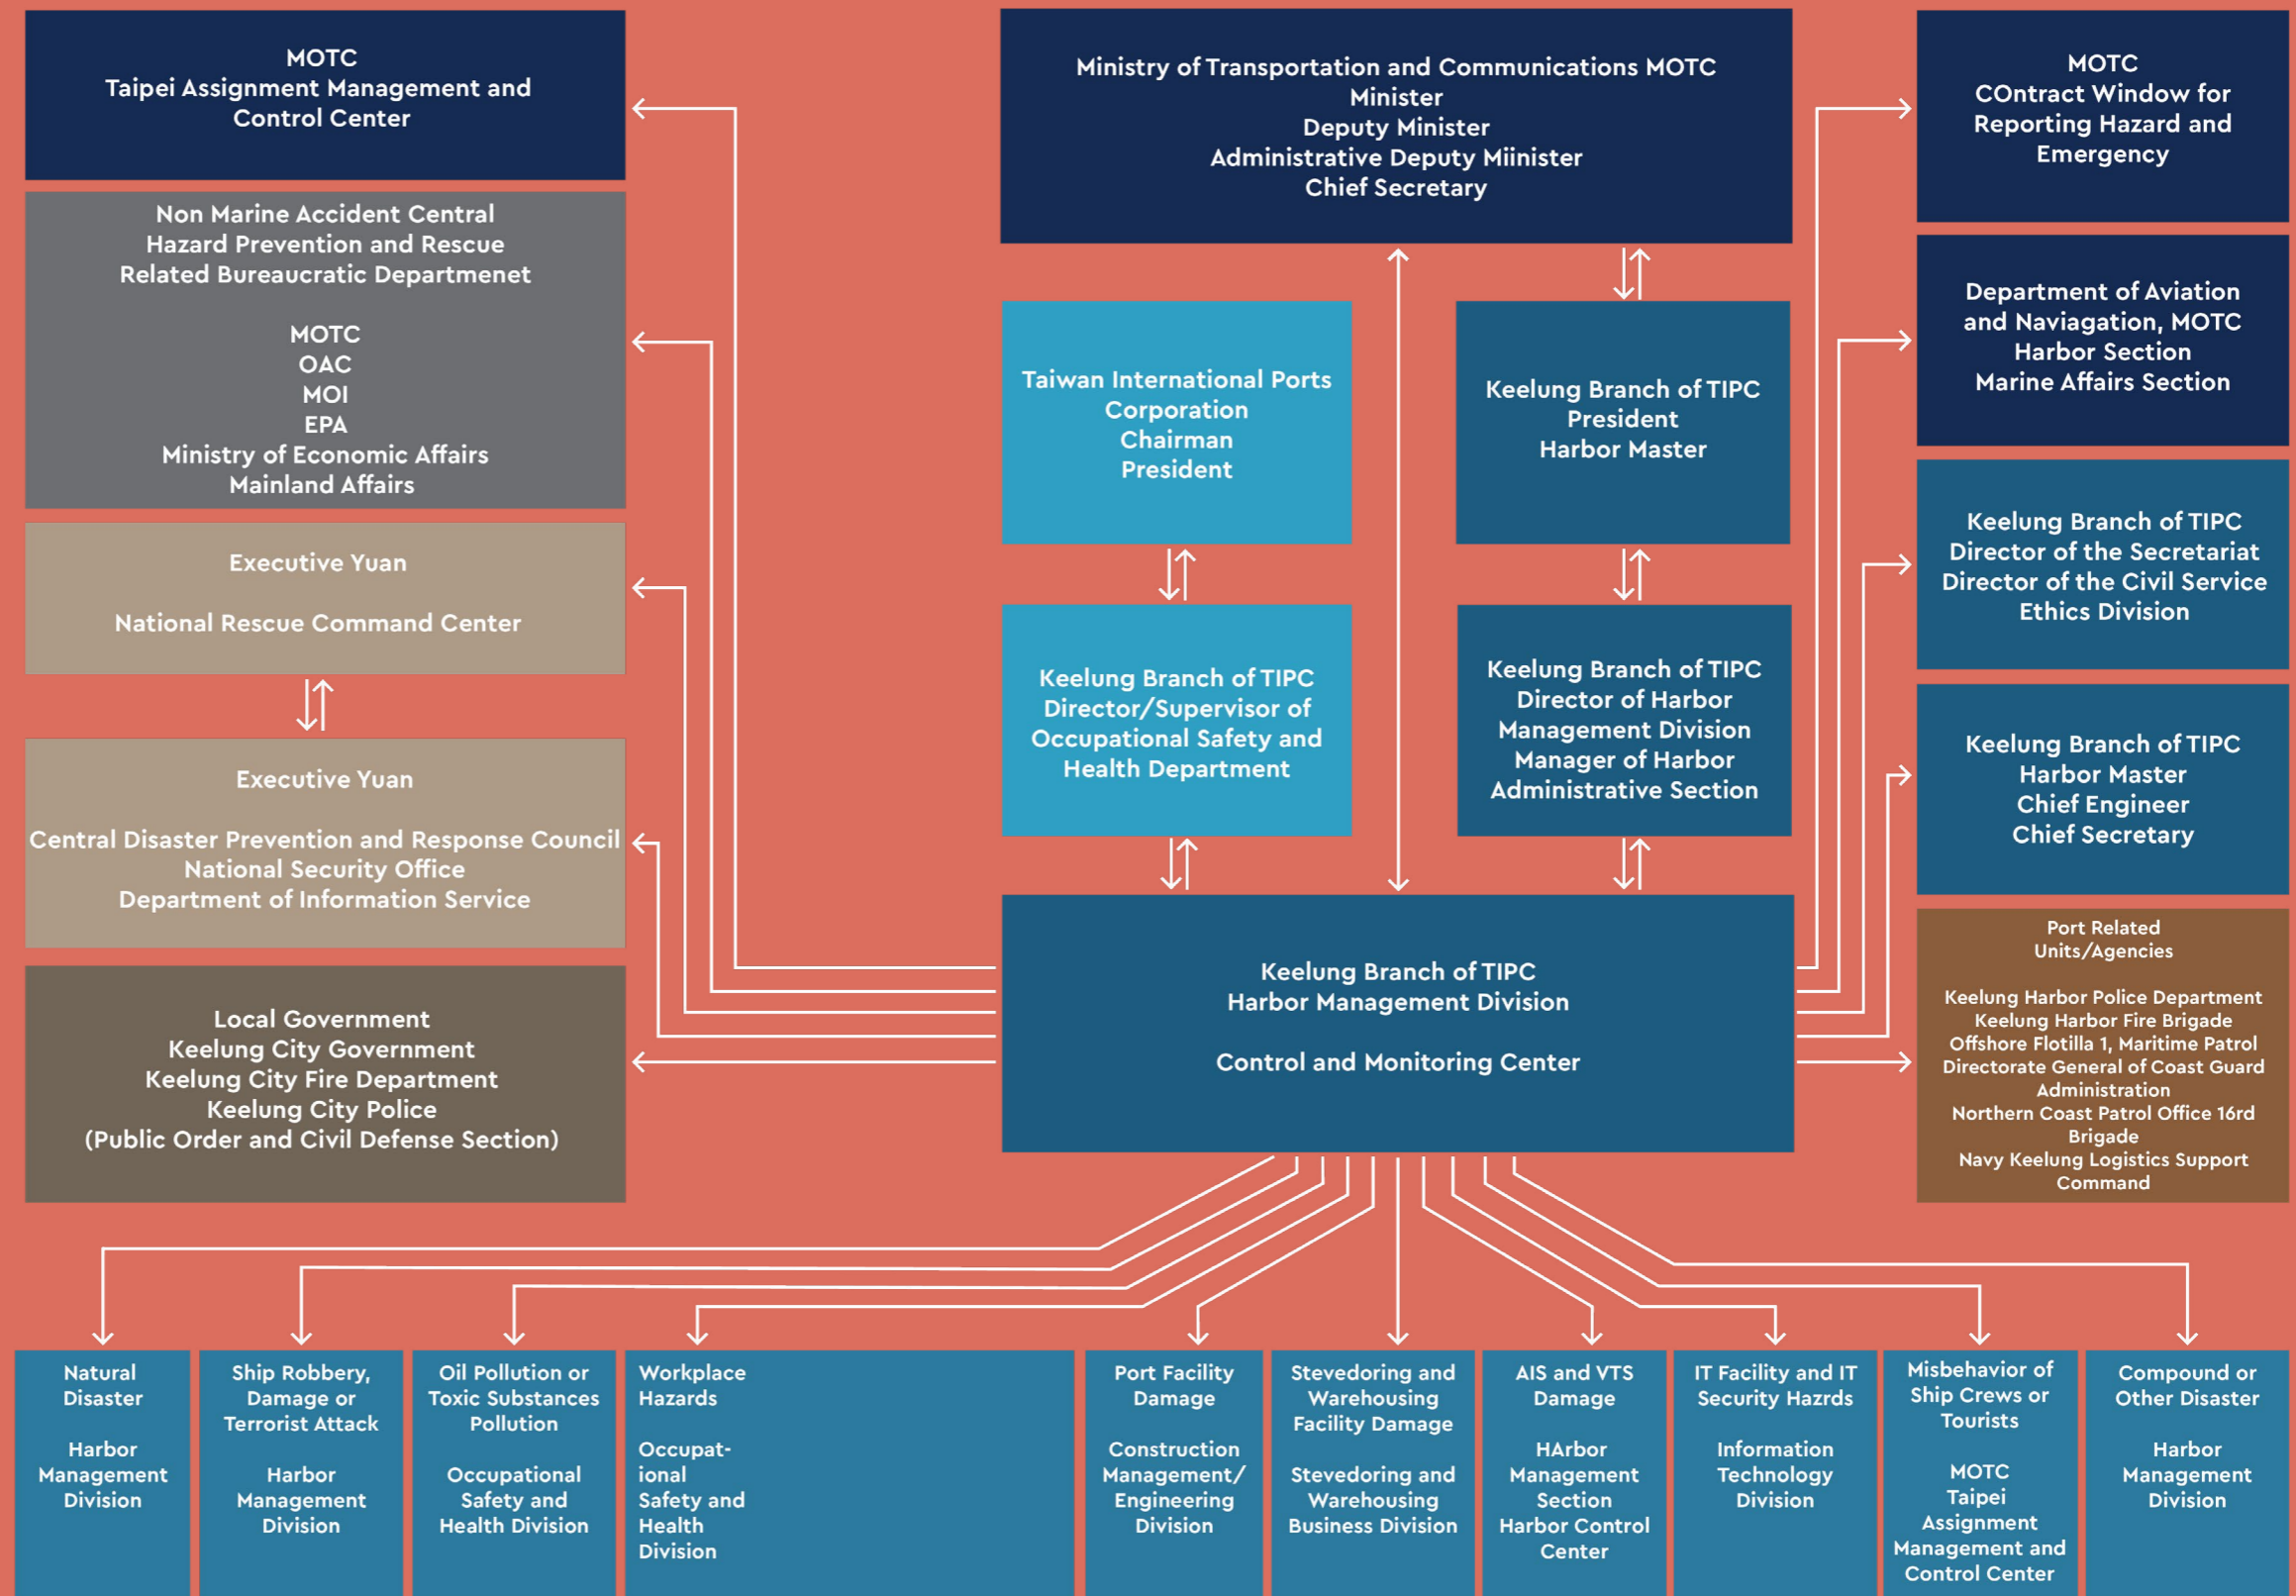 MOTC
Taipei Assignment Management and
Control Center
Non Marine Accident Central
Hazard Prevention and Rescue
Related Bureaucratic Departmenet
MOTC
OAC
MOI
EPA
Ministry of Economic Affairs
Mainland Affairs
Executive Yuan
National Rescue Command Center
Executive Yuan
Central Disaster Prevention and Response Council
National Security Office
Department of Information Service
Local Government
Keelung City Government
Keelung City Fire Department
Keelung City Police
(Public Order and Civil Defense Section)
Ministry of Transportation and Communications MOTC
Minister
Deputy Minister
Administrative Deputy Miinister
Chief Secretary
Taiwan International Ports
Corporation
Chairman
President
Keelung Branch of TIPC
President
Harbor Master
Keelung Branch of TIPC
Director/Supervisor of
Occupational Safety and
Health Department
Keelung Branch of TIPC
Director of Harbor
Management Division
Manager of Harbor
Administrative Section
Keelung Branch of TIPC
Harbor Management Division
Control and Monitoring Center
MOTC
COntract Window for
Reporting Hazard and
Emergency
Department of Aviation
and Naviagation, MOTC
Harbor Section
Marine Affairs Section
Keelung Branch of TIPC
Director of the Secretariat
Director of the Civil Service
Ethics Division
Keelung Branch of TIPC
Harbor Master
Chief Engineer
Chief Secretary
Port Related
Units/Agencies
Keelung Harbor Police Department
Keelung Harbor Fire Brigade
Offshore Flotilla 1, Maritime Patrol
Directorate General of Coast Guard
Administration
Northern Coast Patrol Office 16rd
Brigade
Navy Keelung Logistics Support
Command
Natural
Disaster
Harbor
Management
Division
Ship Robbery,
Damage or
Terrorist Attack
Harbor
Management
Division
Oil Pollution or
Toxic Substances
Pollution
Occupational
Safety and
Health Division
Workplace
Hazards
Occupat-
ional
Safety and
Health
Division
Port Facility
Damage
Construction
Management/
Engineering
Division
Stevedoring and
Warehousing
Facility Damage
Stevedoring and
Warehousing
Business Division
AIS and VTS
Damage
HArbor
Management
Section
Harbor Control
Center
IT Facility and IT
Security Hazrds
Information
Technology
Division
Misbehavior of
Ship Crews or
Tourists
MOTC
Taipei
Assignment
Management and
Control Center
Compound or
Other Disaster
Harbor
Management
Division